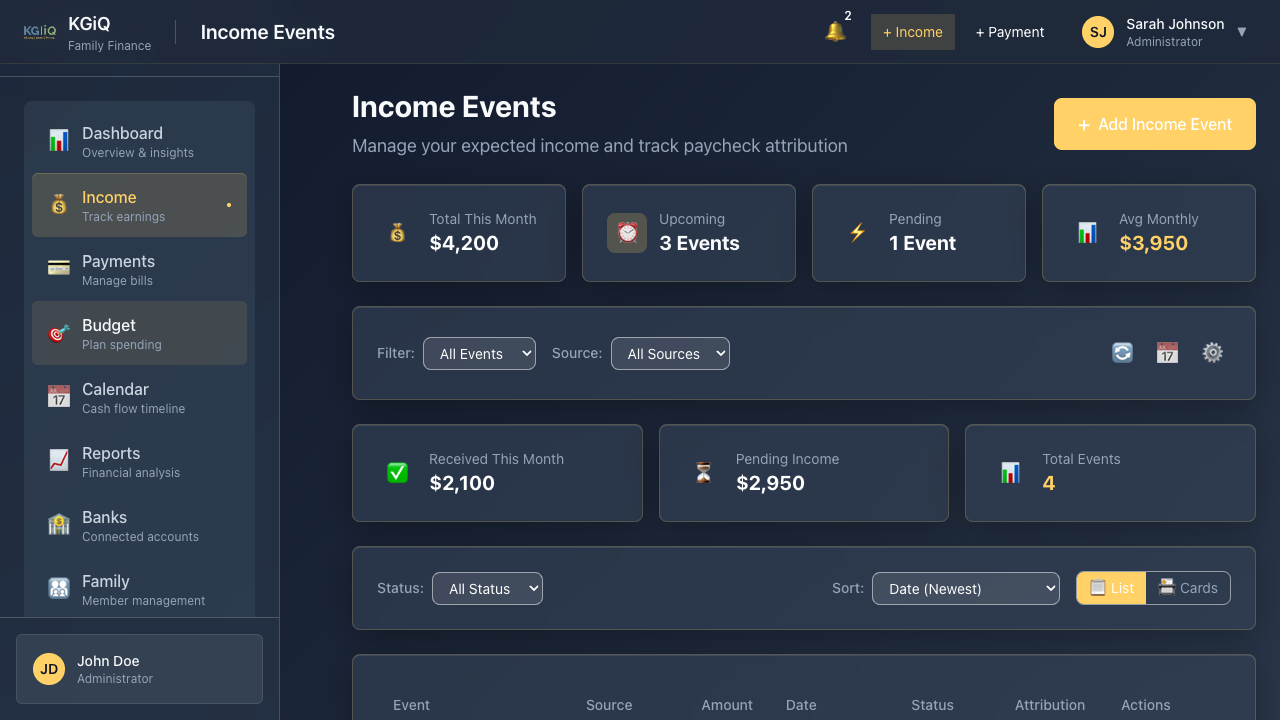 KGiQ
KGiQ
Family Finance
Income Events
2
+ Income
+ Payment
SJ
Sarah Johnson
Administrator
Dashboard
Overview & insights
Income
Track earnings
Payments
Manage bills
Budget
Plan spending
Calendar
Cash flow timeline
Reports
Financial analysis
Banks
Connected accounts
Family
Member management
JD
John Doe
Administrator
Income Events
Manage your expected income and track paycheck attribution
+ Add Income Event
Total This Month
$4,200
Upcoming
3 Events
Pending
1 Event
Avg Monthly
$3,950
Filter: All Events Source: All Sources
17
Received This Month
$2,100
Pending Income
$2,950
Total Events
4
Status: All Status Sort: Date (Newest) List Cards
Event Source Amount Date Status Attribution Actions